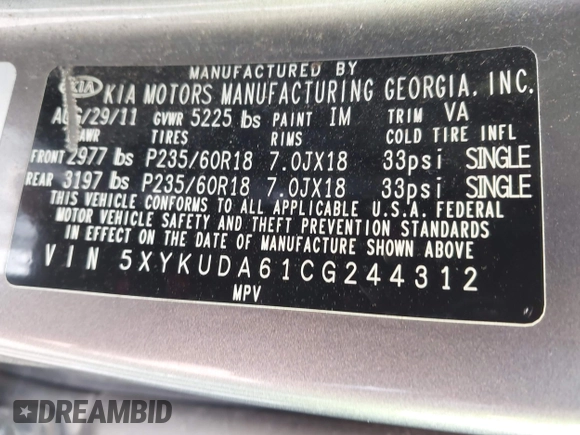 MANUFACTURED BY
KIA KIA MOTORS MANUFACTURING GEORGIA, INC.
AUG/29/11 GVWR 5225 lbs PAINT IM TRIM VA
GAWR TIRES RIMS COLD TIRE INFL
FRONT 2977 lbs P235/60R18 7.0JX18 33psi SINGLE
REAR 3197 lbs P235/60R18 7.0JX18 33psi SINGLE
THIS VEHICLE CONFORMS TO ALL APPLICABLE U.S.A. FEDERAL
MOTOR VEHICLE SAFETY AND THEFT PREVENTION STANDARDS
IN EFFECT ON THE DATE OF MANUFACTURE SHOWN ABOVE
VIN 5XYKUDA61CG244312
MPV
DREAMBID